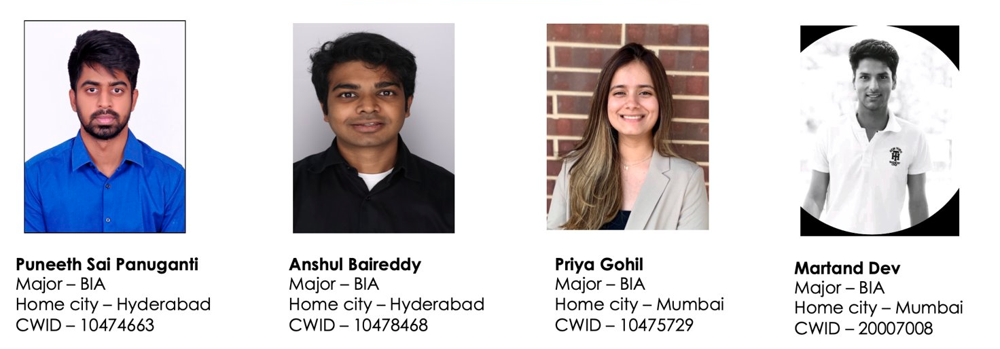 Puneeth Sai Panuganti
Major – BIA
Home city – Hyderabad
CWID – 10474663
Anshul Baireddy
Major – BIA
Home city – Hyderabad
CWID – 10478468
Priya Gohil
Major – BIA
Home city – Mumbai
CWID – 10475729
Martand Dev
Major – BIA
Home city – Mumbai
CWID – 20007008